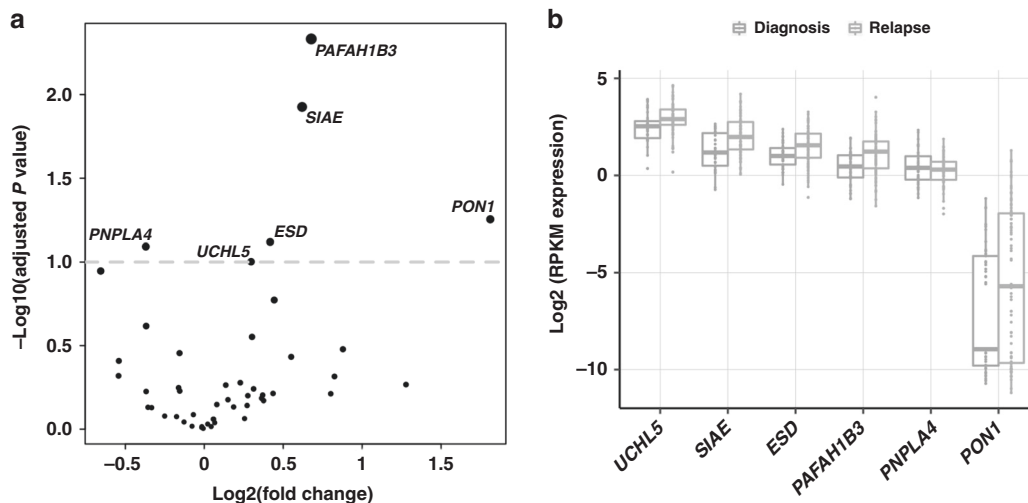 a
−Log10(adjusted P value)
2.0
1.5
1.0
0.5
0.0
PAFAH1B3
SIAE
PON1
PNPLA4
ESD
UCHL5
−0.5
0
0.5
1
1.5
Log2(fold change)
b
Diagnosis Relapse
Log2 (RPKM expression)
5
0
−5
−10
UCHL5
SIAE
ESD
PAFAH1B3
PNPLA4
PON1